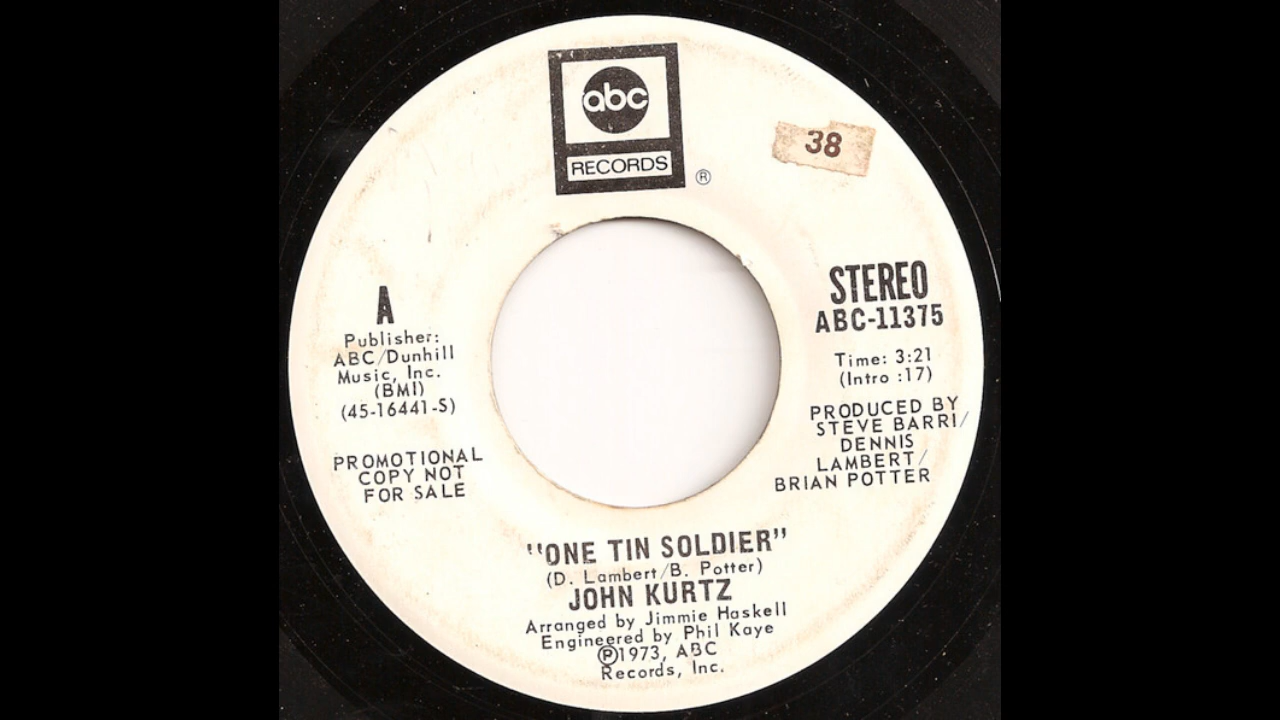 abc
RECORDS
®
38
STEREO
ABC-11375
Time: 3:21
(Intro :17)
PRODUCED BY
STEVE BARRI/
DENNIS
LAMBERT/
BRIAN POTTER
A
Publisher:
ABC/Dunhill
Music, Inc.
(BMI)
(45-16441-S)
PROMOTIONAL
COPY NOT
FOR SALE
"ONE TIN SOLDIER"
(D. Lambert/B. Potter)
JOHN KURTZ
Arranged by Jimmie Haskell
Engineered by Phil Kaye
℗1973, ABC
Records, Inc.